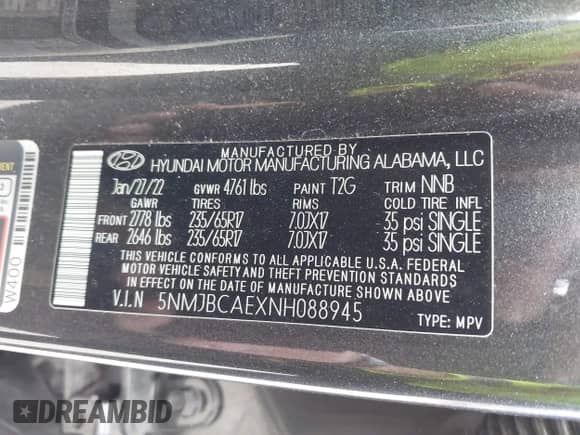 MANUFACTURED BY
HYUNDAI MOTOR MANUFACTURING ALABAMA, LLC
Jan/27/22 GVWR 4761 lbs PAINT T2G TRIM NNB
GAWR TIRES RIMS COLD TIRE INFL
FRONT 2778 lbs 235/65R17 7.0JX17 35 psi SINGLE
REAR 2646 lbs 235/65R17 7.0JX17 35 psi SINGLE
THIS VEHICLE CONFORMS TO ALL APPLICABLE U.S.A. FEDERAL
MOTOR VEHICLE SAFETY AND THEFT PREVENTION STANDARDS
IN EFFECT ON THE DATE OF MANUFACTURE SHOWN ABOVE
V.I.N 5NMJBCAEXNH088945
TYPE: MPV
W400
DREAMBID